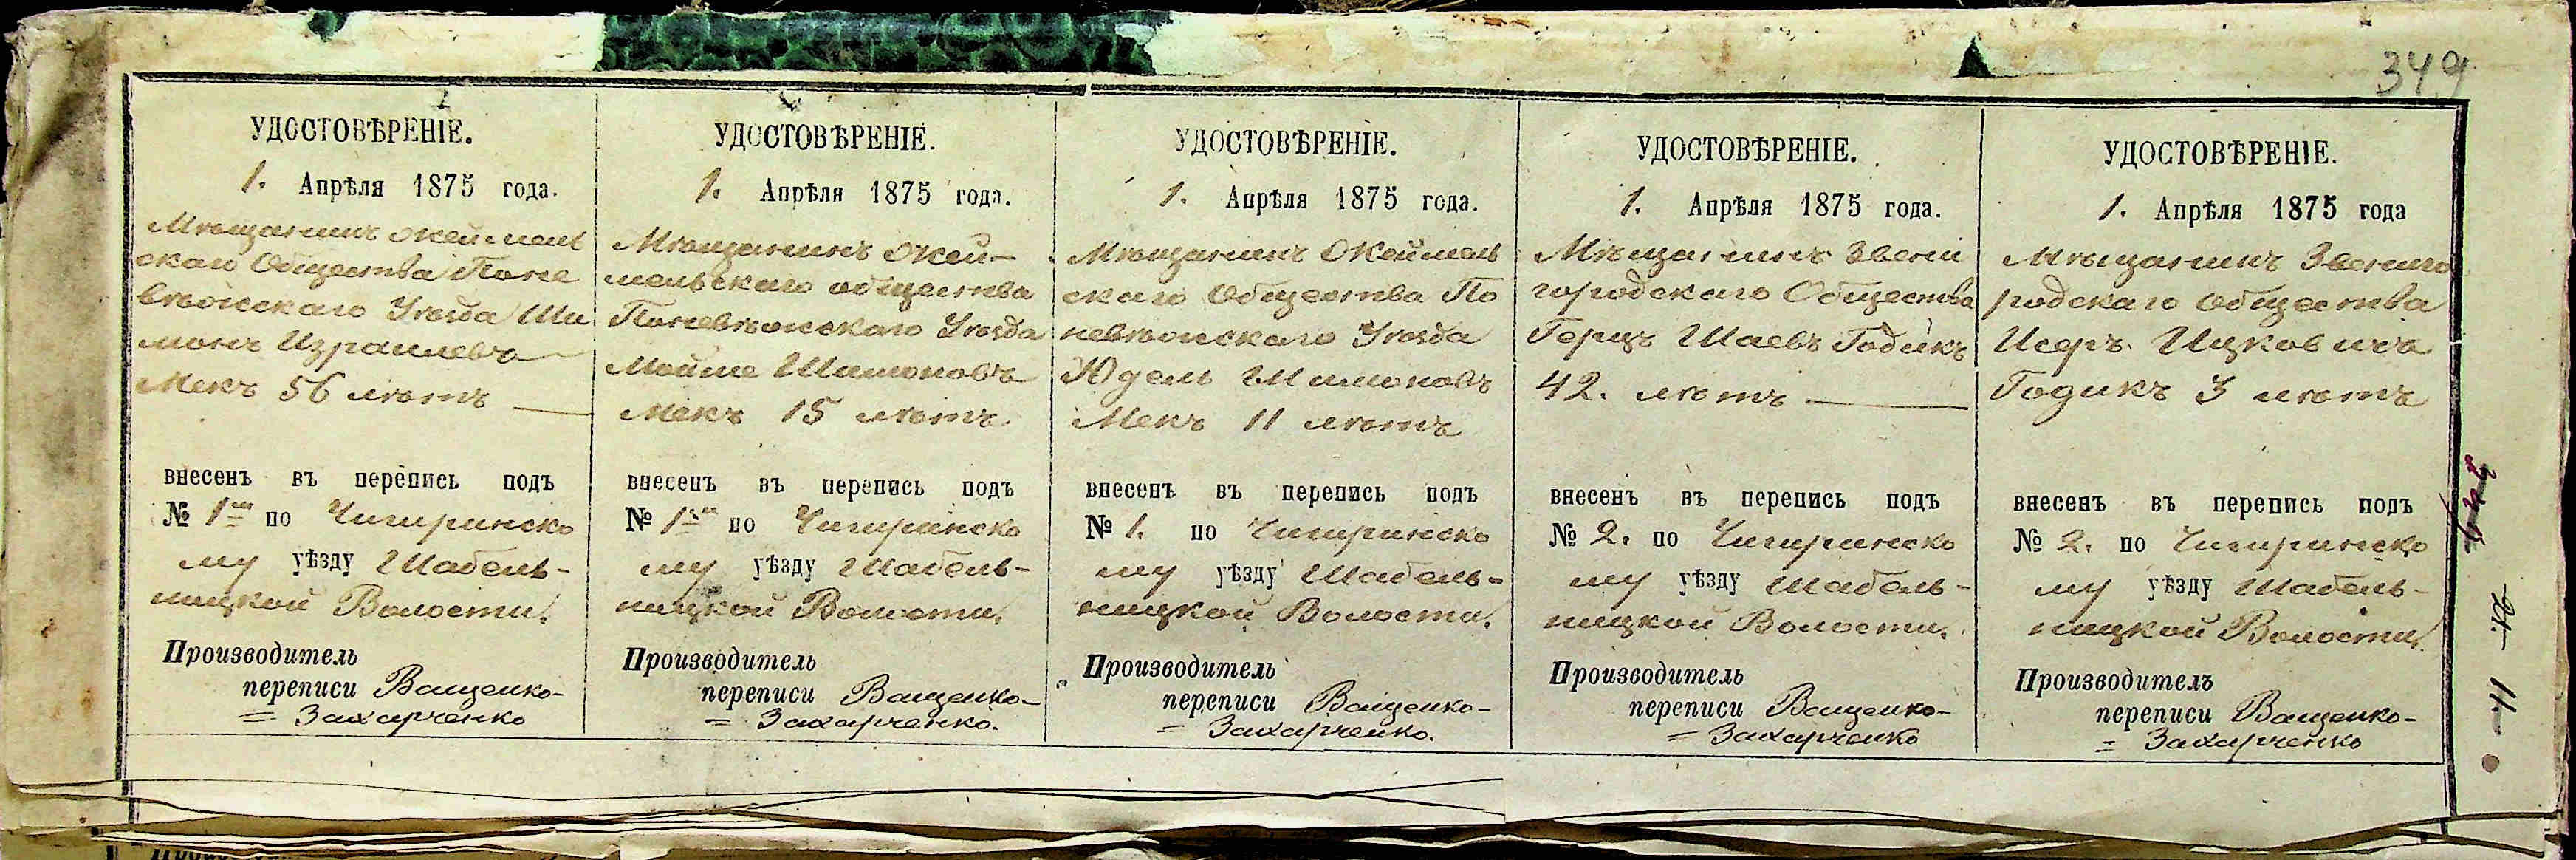 349
УДОСТОВѢРЕНІЕ.
1. Апрѣля 1875 года.
Мѣщанинъ Жеймель
скаго Общества Поне
вѣжскаго Уѣзда Ши
монъ Израилевъ
Мекъ 56 лѣтъ
внесенъ въ перепись подъ
№ 1ш по Чигиринско
му уѣзду Шабель-
ницкой Волости.
Производитель
переписи Ващенко-
= Захарченко
УДОСТОВѢРЕНІЕ.
1. Апрѣля 1875 года.
Мѣщанинъ Жей-
мельскаго общества
Поневѣжскаго Уѣзда
Мойше Шимоновъ
Мекъ 15 лѣтъ
внесенъ въ перепись подъ
№ 1ш по Чигиринско
му уѣзду Шабель-
ницкой Волости.
Производитель
переписи Ващенко-
= Захарченко.
УДОСТОВѢРЕНІЕ.
1. Апрѣля 1875 года.
Мѣщанинъ Жеймель
скаго Общества По
невѣжскаго Уѣзда
Юдель Шимоновъ
Мекъ 11 лѣтъ
внесенъ въ перепись подъ
№ 1. по Чигиринско
му уѣзду Шабель-
ницкой Волости.
Производитель
переписи Ващенко-
= Захарченко.
УДОСТОВѢРЕНІЕ.
1. Апрѣля 1875 года.
Мѣщанинъ Звени
городскаго Общества
Герцъ Шаевъ Годикъ
42. лѣтъ
внесенъ въ перепись подъ
№ 2. по Чигиринско
му уѣзду Шабель-
ницкой Волости.
Производитель
переписи Ващенко-
= Захарченко
УДОСТОВѢРЕНІЕ.
1. Апрѣля 1875 года
Мѣщанинъ Звениго
родскаго общества
Исеръ Ицковичъ
Годикъ 3 лѣтъ
внесенъ въ перепись подъ
№ 2. по Чигиринско
му уѣзду Шабель-
ницкой Волости.
Производитель
переписи Ващенко-
= Захарченко